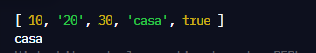 [ 10, '20', 30, 'casa', true ]
casa